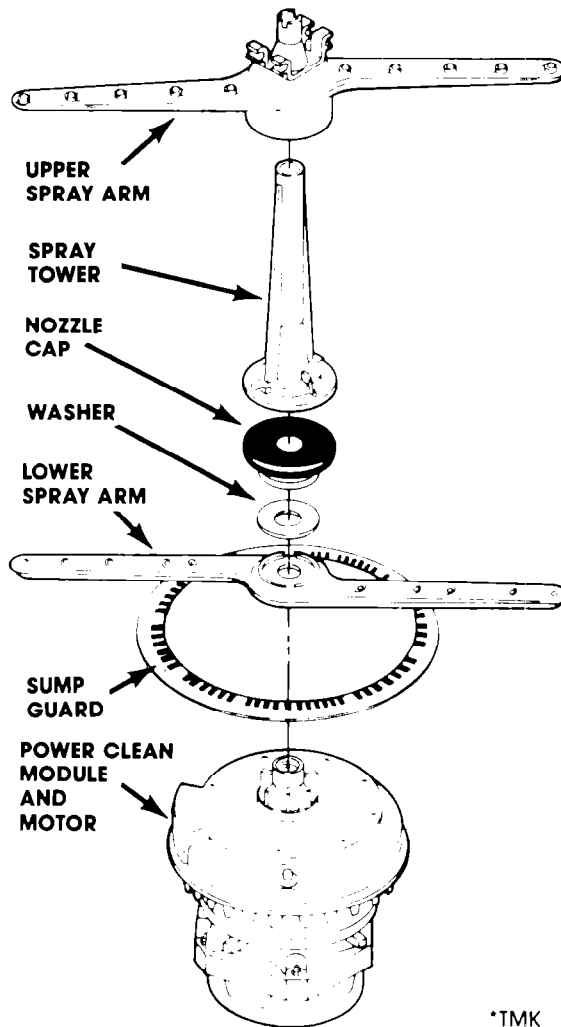 UPPER
SPRAY ARM
SPRAY
TOWER
NOZZLE
CAP
WASHER
LOWER
SPRAY ARM
SUMP
GUARD
POWER CLEAN
MODULE
AND
MOTOR
*TMK